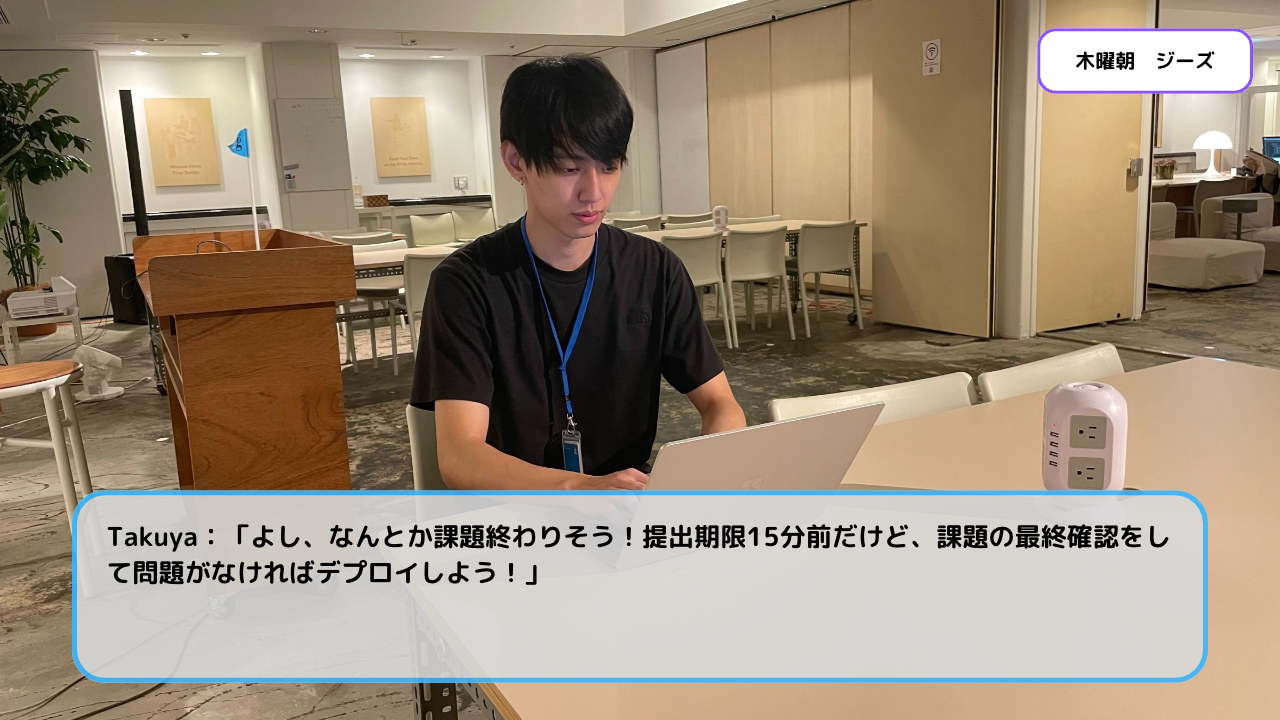 木曜朝　ジーズ
Takuya：「よし、なんとか課題終わりそう！提出期限15分前だけど、課題の最終確認をし
て問題がなければデプロイしよう！」